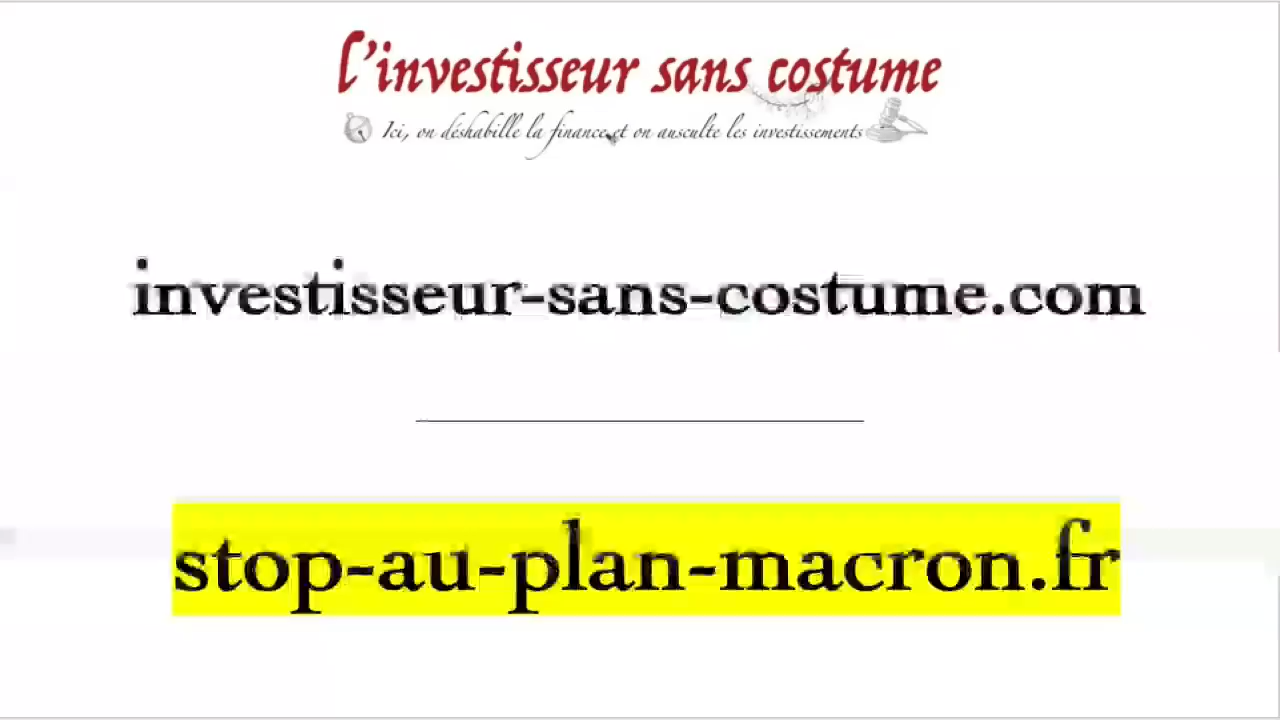 l'investisseur sans costume
Ici, on déshabille la finance et on ausculte les investissements
investisseur-sans-costume.com
stop-au-plan-macron.fr